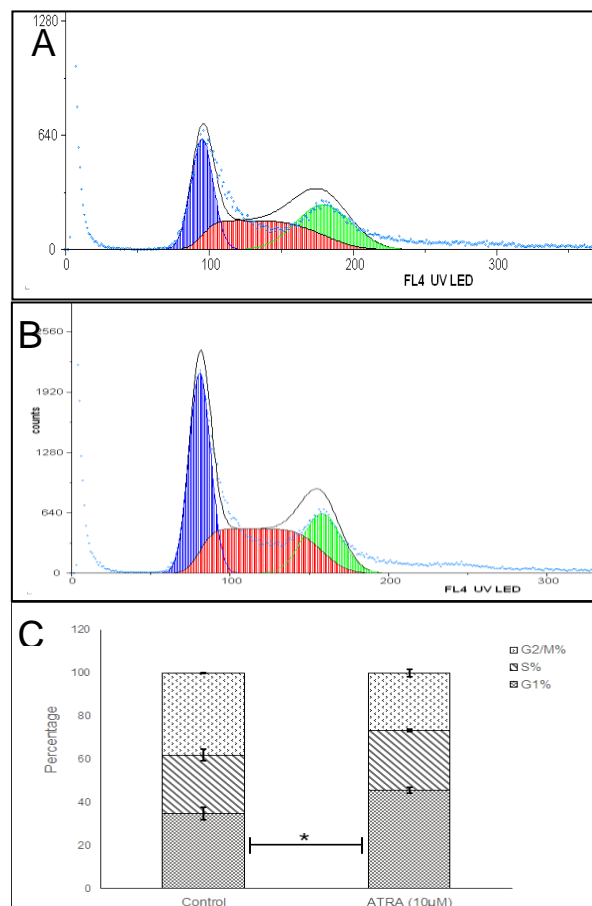 A
1280
640
0
0 100 200 300
FL4 UV LED
B
2560
1920
1280
640
0
counts
0 100 200 300
FL4 UV LED
C
120
100
80
60
40
20
0
Percentage
G2/M%
S%
G1%
*
Control ATRA (10µM)